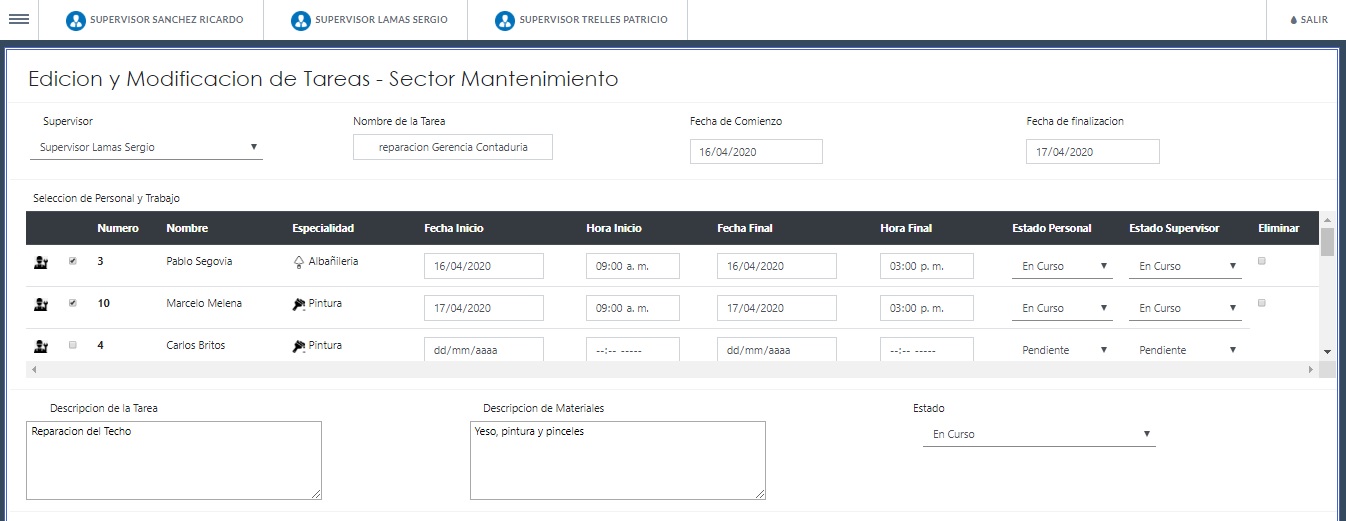 SUPERVISOR SANCHEZ RICARDO SUPERVISOR LAMAS SERGIO SUPERVISOR TRELLES PATRICIO SALIR
Edicion y Modificacion de Tareas - Sector Mantenimiento
Supervisor Nombre de la Tarea Fecha de Comienzo Fecha de finalizacion
Supervisor Lamas Sergio reparacion Gerencia Contaduria 16/04/2020 17/04/2020
Seleccion de Personal y Trabajo
Numero Nombre Especialidad Fecha Inicio Hora Inicio Fecha Final Hora Final Estado Personal Estado Supervisor Eliminar
3 Pablo Segovia Albañileria 16/04/2020 09:00 a. m. 16/04/2020 03:00 p. m. En Curso En Curso
10 Marcelo Melena Pintura 17/04/2020 09:00 a. m. 17/04/2020 03:00 p. m. En Curso En Curso
4 Carlos Britos Pintura dd/mm/aaaa --:-- ----- dd/mm/aaaa --:-- ----- Pendiente Pendiente
Descripcion de la Tarea Descripcion de Materiales Estado
Reparacion del Techo Yeso, pintura y pinceles En Curso